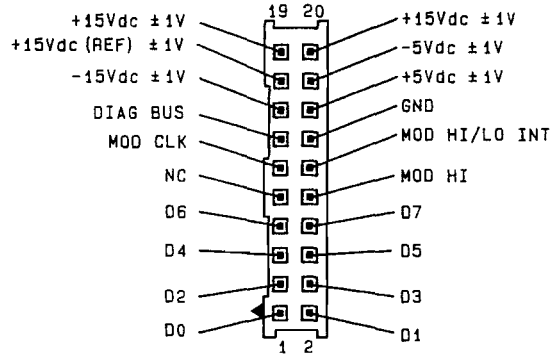 19 20
+15Vdc ±1V +15Vdc ±1V
+15Vdc (REF) ±1V -5Vdc ±1V
-15Vdc ±1V +5Vdc ±1V
DIAG BUS GND
MOD CLK MOD HI/LO INT
NC MOD HI
D6 D7
D4 D5
D2 D3
D0 D1
1 2